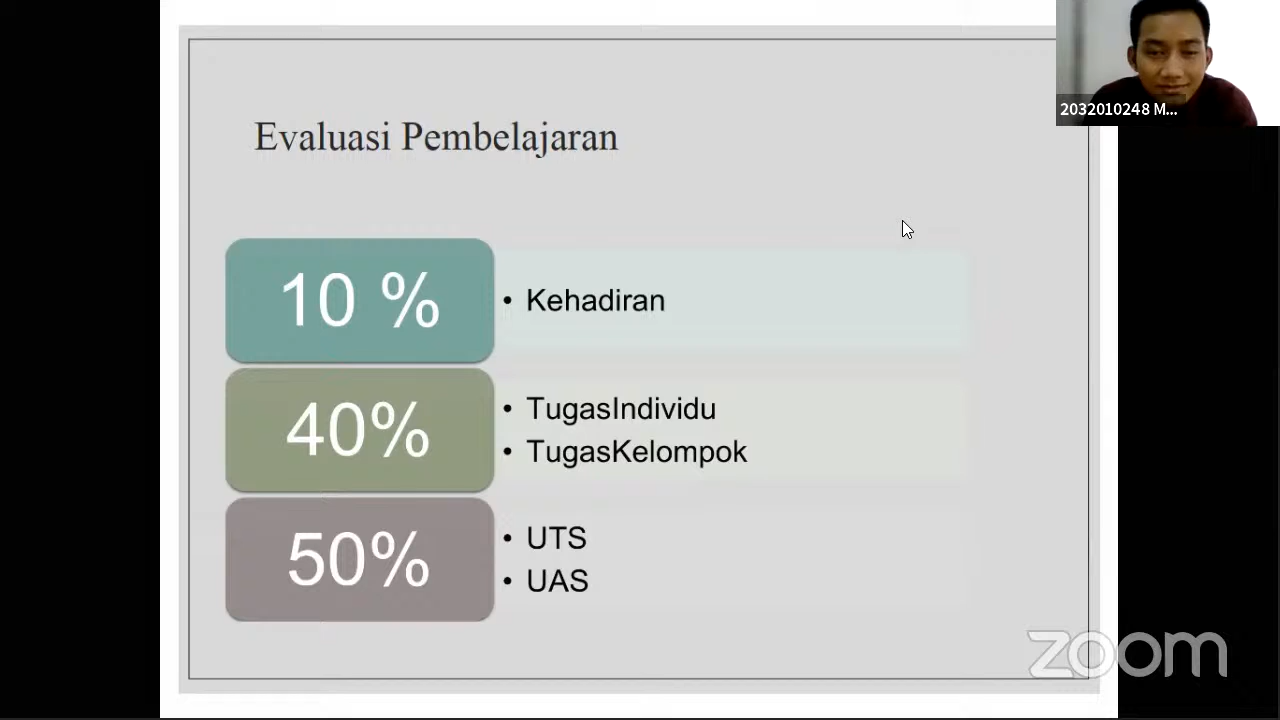 2032010248 M...
Evaluasi Pembelajaran
10 %
• Kehadiran
40%
• TugasIndividu
• TugasKelompok
50%
• UTS
• UAS
zoom